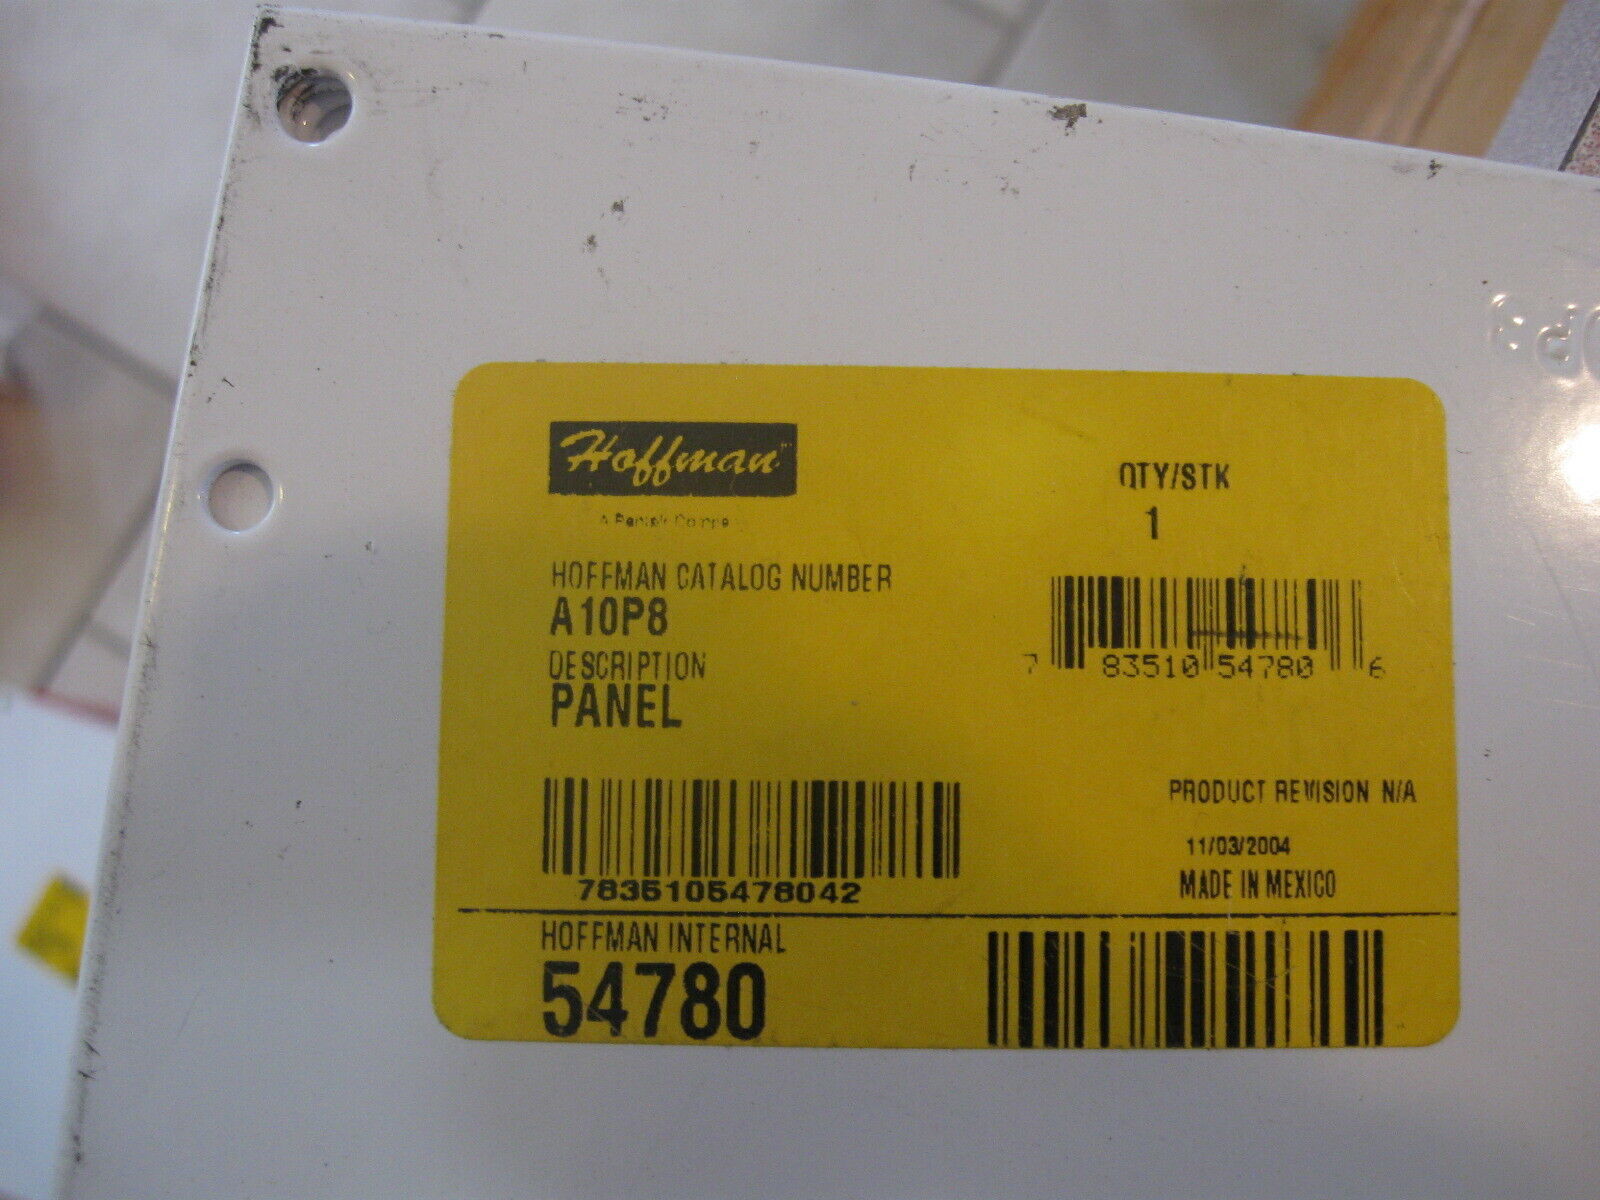 Hoffman
QTY/STK
1
HOFFMAN CATALOG NUMBER
A10P8
DESCRIPTION
PANEL
7 83510 54780 6
PRODUCT REVISION N/A
11/03/2004
MADE IN MEXICO
7835105478042
HOFFMAN INTERNAL
54780